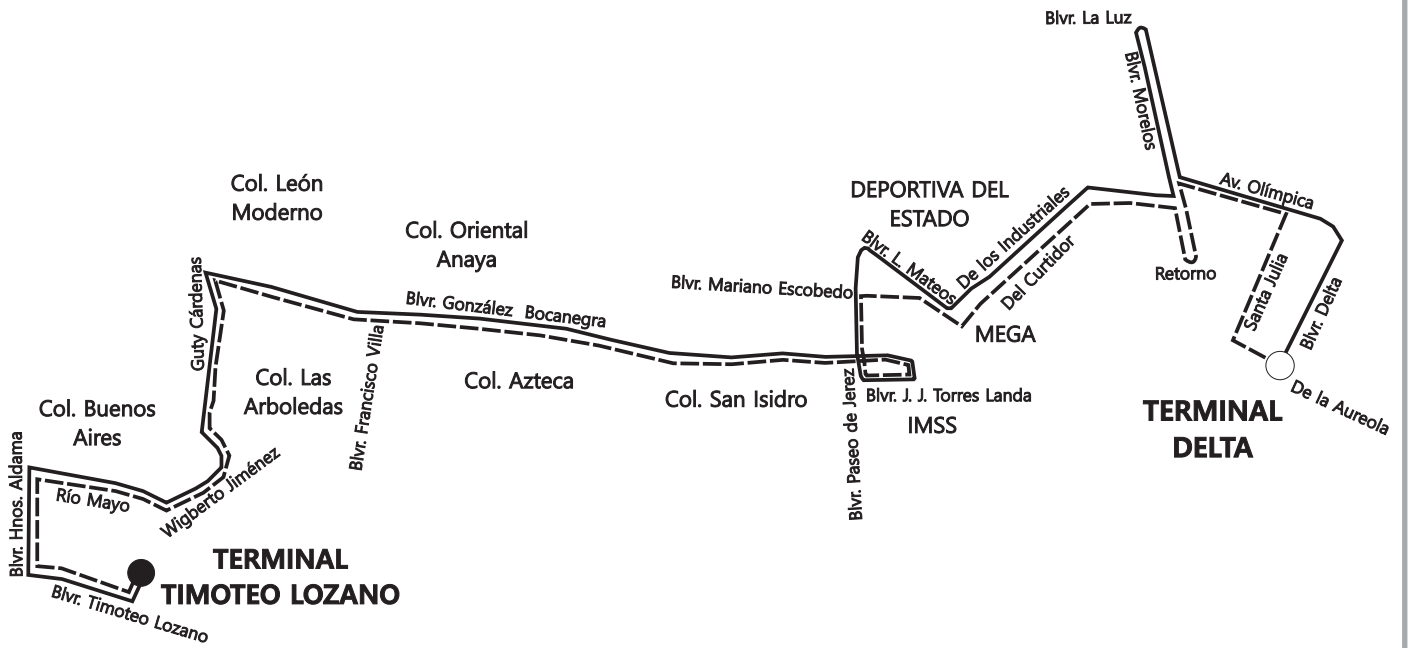 Blvr. La Luz
Blvr. Morelos
Col. León
Moderno
DEPORTIVA DEL
ESTADO
Av. Olímpica
Col. Oriental
Anaya
Blvr. L. Mateos
De los Industriales
Del Curtidor
Retorno
Santa Julia
Blvr. Delta
Guty Cárdenas
Blvr. Mariano Escobedo
Blvr. González Bocanegra
MEGA
Blvr. Francisco Villa
Col. Las
Arboledas
Col. Azteca
Col. San Isidro
Blvr. Paseo de Jerez
Blvr. J. J. Torres Landa
IMSS
De la Aureola
TERMINAL
DELTA
Col. Buenos
Aires
Blvr. Hnos. Aldama
Río Mayo
Wigberto Jiménez
TERMINAL
TIMOTEO LOZANO
Blvr. Timoteo Lozano